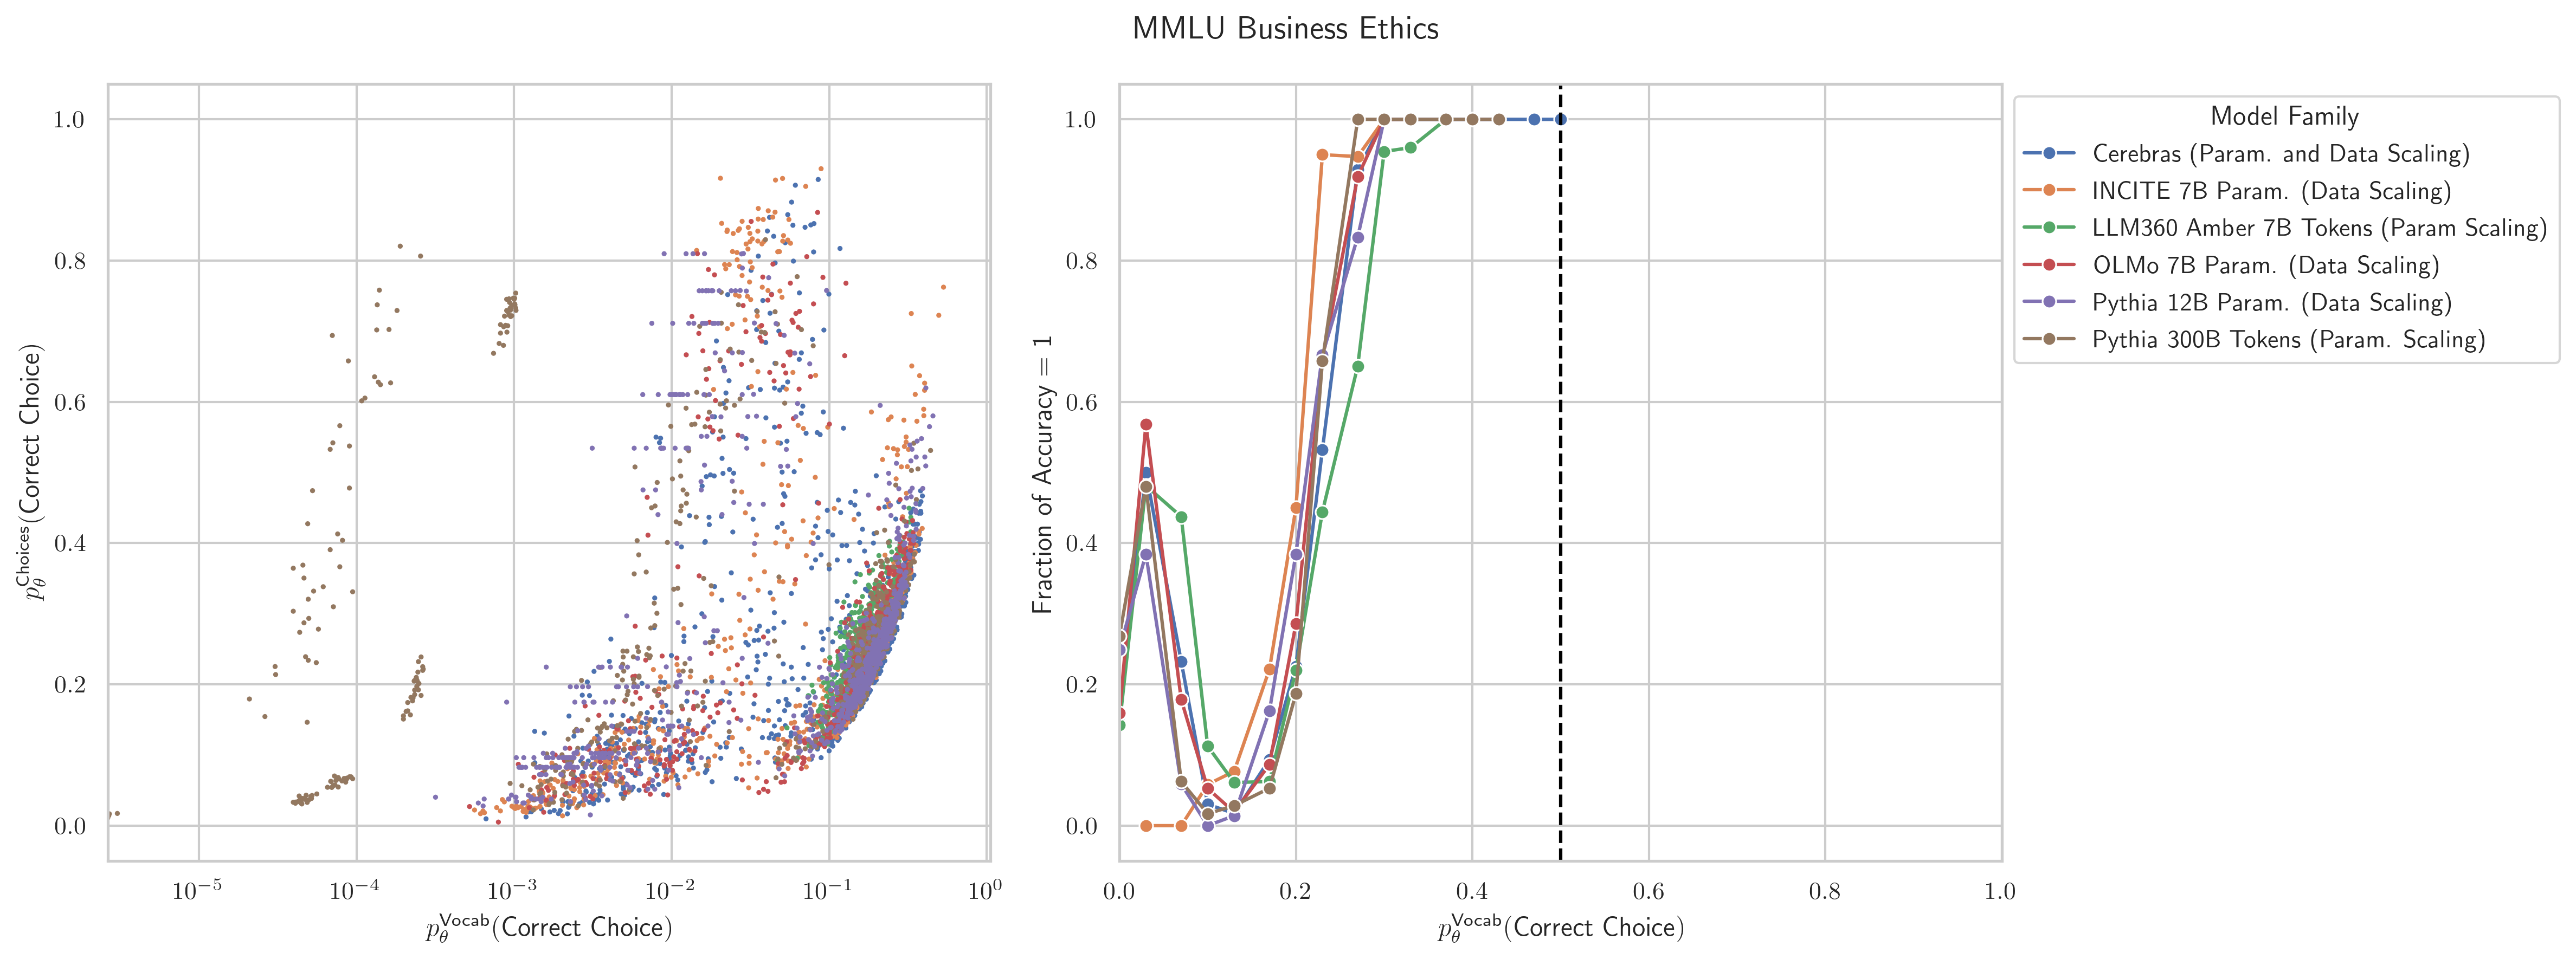 MMLU Business Ethics
1.0
0.8
0.6
0.4
0.2
0.0
p_θ^Choices(Correct Choice)
10^−5 10^−4 10^−3 10^−2 10^−1 10^0
p_θ^Vocab(Correct Choice)
1.0
0.8
0.6
0.4
0.2
0.0
Fraction of Accuracy = 1
0.0 0.2 0.4 0.6 0.8 1.0
p_θ^Vocab(Correct Choice)
Model Family
Cerebras (Param. and Data Scaling)
INCITE 7B Param. (Data Scaling)
LLM360 Amber 7B Tokens (Param Scaling)
OLMo 7B Param. (Data Scaling)
Pythia 12B Param. (Data Scaling)
Pythia 300B Tokens (Param. Scaling)